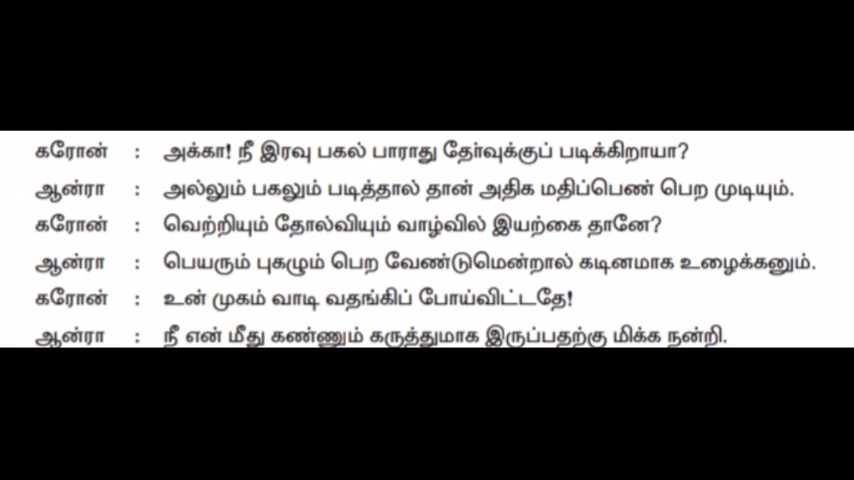 கரோன் : அக்கா! நீ இரவு பகல் பாராது தேர்வுக்குப் படிக்கிறாயா?
ஆன்ரா : அல்லும் பகலும் படித்தால் தான் அதிக மதிப்பெண் பெற முடியும்.
கரோன் : வெற்றியும் தோல்வியும் வாழ்வில் இயற்கை தானே?
ஆன்ரா : பெயரும் புகழும் பெற வேண்டுமென்றால் கடினமாக உழைக்கனும்.
கரோன் : உன் முகம் வாடி வதங்கிப் போய்விட்டதே!
ஆன்ரா : நீ என் மீது கண்ணும் கருத்துமாக இருப்பதற்கு மிக்க நன்றி.